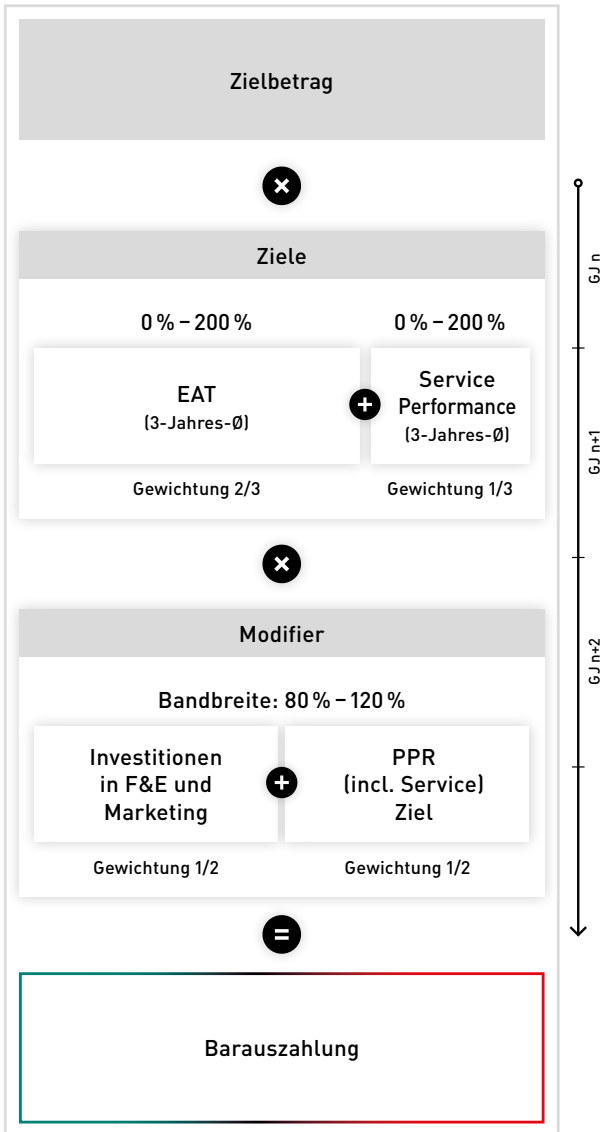 Zielbetrag
×
Ziele
0 % – 200 %
0 % – 200 %
EAT
(3-Jahres-Ø)
+
Service
Performance
(3-Jahres-Ø)
Gewichtung 2/3
Gewichtung 1/3
×
Modifier
Bandbreite: 80 % – 120 %
Investitionen
in F&E und
Marketing
+
PPR
(incl. Service)
Ziel
Gewichtung 1/2
Gewichtung 1/2
=
Barauszahlung
GJ n
GJ n+1
GJ n+2